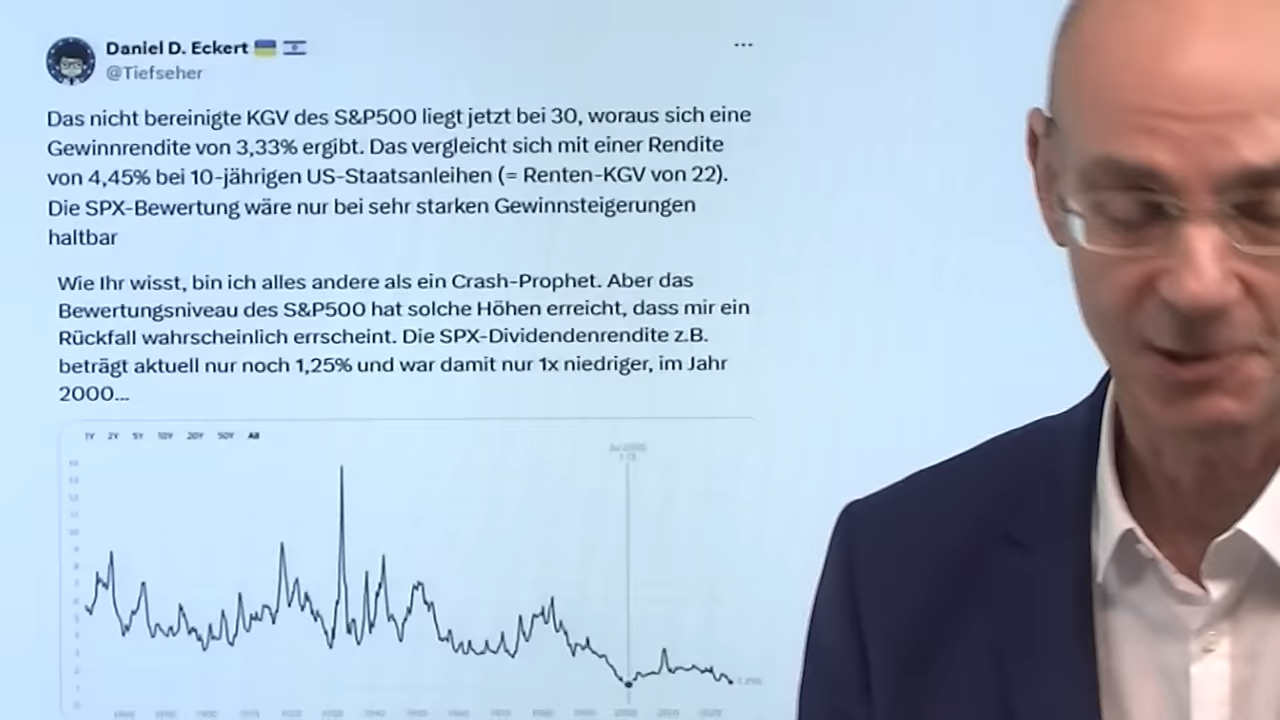 Daniel D. Eckert
@Tiefseher
...
Das nicht bereinigte KGV des S&P500 liegt jetzt bei 30, woraus sich eine
Gewinnrendite von 3,33% ergibt. Das vergleicht sich mit einer Rendite
von 4,45% bei 10-jährigen US-Staatsanleihen (= Renten-KGV von 22).
Die SPX-Bewertung wäre nur bei sehr starken Gewinnsteigerungen
haltbar
Wie Ihr wisst, bin ich alles andere als ein Crash-Prophet. Aber das
Bewertungsniveau des S&P500 hat solche Höhen erreicht, dass mir ein
Rückfall wahrscheinlich errscheint. Die SPX-Dividendenrendite z.B.
beträgt aktuell nur noch 1,25% und war damit nur 1x niedriger, im Jahr
2000...
1Y 2Y 5Y 10Y 20Y 50Y All